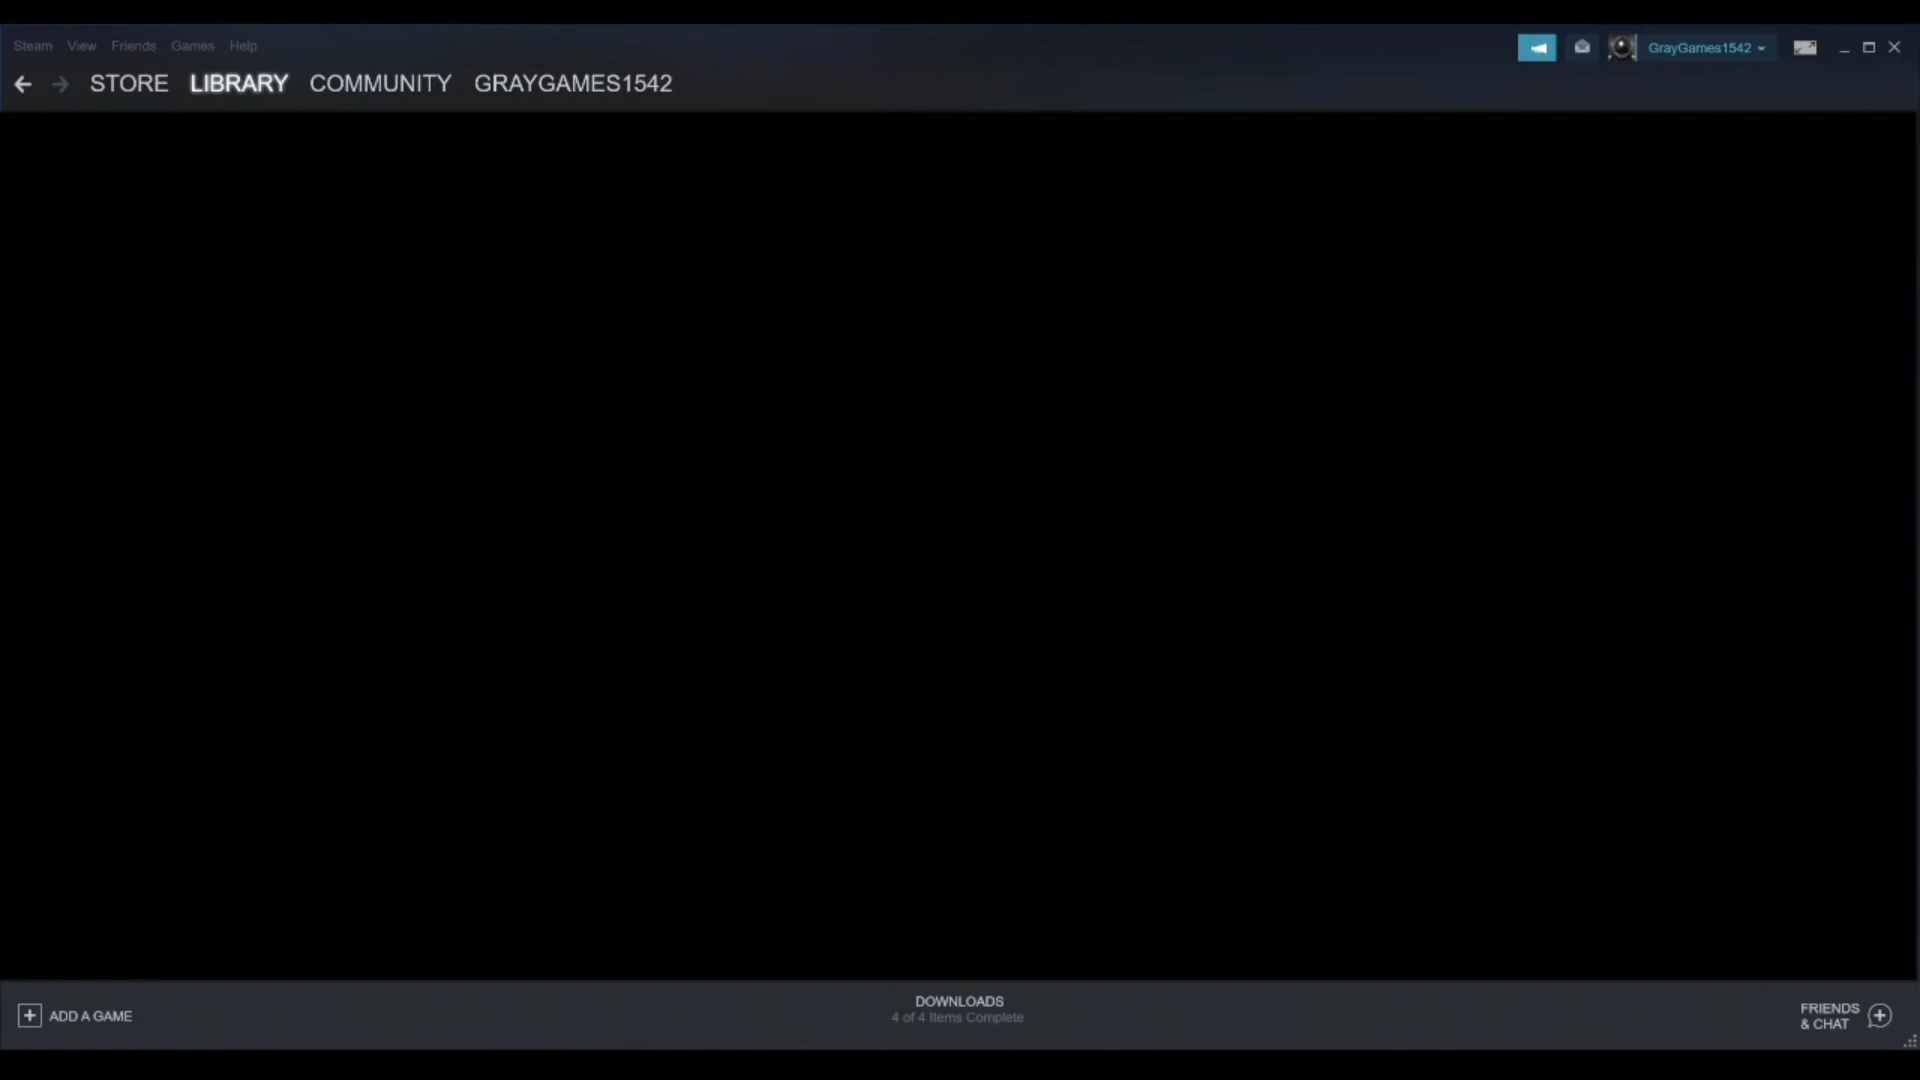 Steam View Friends Games Help
GrayGames1542
STORE LIBRARY COMMUNITY GRAYGAMES1542
ADD A GAME
DOWNLOADS
4 of 4 Items Complete
FRIENDS
& CHAT